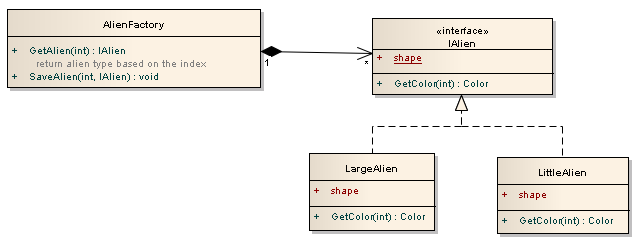 AlienFactory
+ GetAlien(int) : IAlien
return alien type based on the index
+ SaveAlien(int, IAlien) : void
1
*
«interface»
IAlien
+ shape
+ GetColor(int) : Color
LargeAlien
+ shape
+ GetColor(int) : Color
LittleAlien
+ shape
+ GetColor(int) : Color